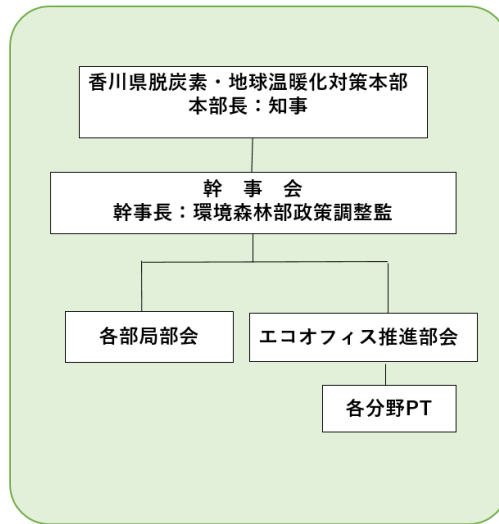 香川県脱炭素・地球温暖化対策本部
本部長：知事
幹　事　会
幹事長：環境森林部政策調整監
各部局部会
エコオフィス推進部会
各分野PT